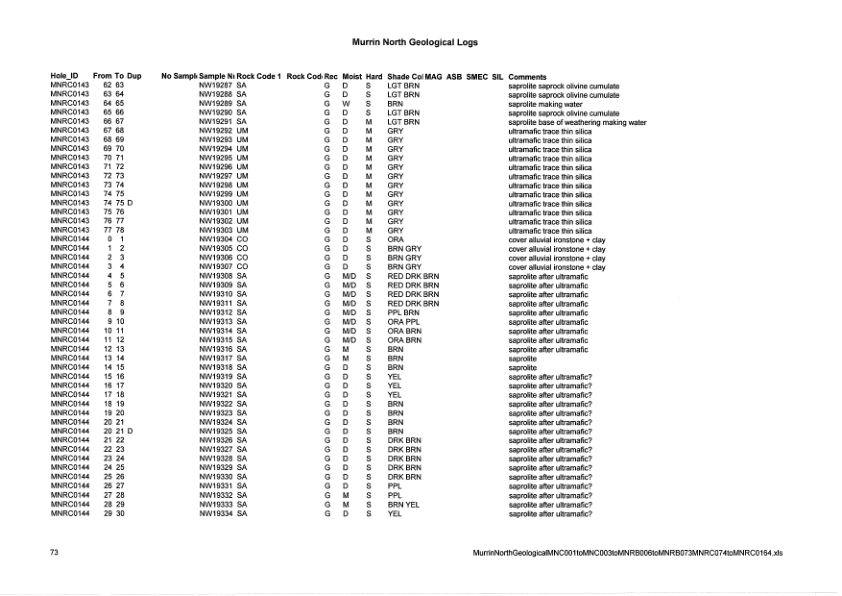 Murrin North Geological Logs
Hole_ID From To Dup No Sampl Sample N Rock Code 1 Rock Cod Rec Moist Hard Shade Col MAG ASB SMEC SIL Comments
MNRC0143 62 63 NW19287 SA G D S LGT BRN saprolite saprock olivine cumulate
MNRC0143 63 64 NW19288 SA G D S LGT BRN saprolite saprock olivine cumulate
MNRC0143 64 65 NW19289 SA G W S BRN saprolite making water
MNRC0143 65 66 NW19290 SA G D S LGT BRN saprolite saprock olivine cumulate
MNRC0143 66 67 NW19291 SA G D M LGT BRN saprolite base of weathering making water
MNRC0143 67 68 NW19292 UM G D M GRY ultramafic trace thin silica
MNRC0143 68 69 NW19293 UM G D M GRY ultramafic trace thin silica
MNRC0143 69 70 NW19294 UM G D M GRY ultramafic trace thin silica
MNRC0143 70 71 NW19295 UM G D M GRY ultramafic trace thin silica
MNRC0143 71 72 NW19296 UM G D M GRY ultramafic trace thin silica
MNRC0143 72 73 NW19297 UM G D M GRY ultramafic trace thin silica
MNRC0143 73 74 NW19298 UM G D M GRY ultramafic trace thin silica
MNRC0143 74 75 NW19299 UM G D M GRY ultramafic trace thin silica
MNRC0143 74 75 D NW19300 UM G D M GRY ultramafic trace thin silica
MNRC0143 75 76 NW19301 UM G D M GRY ultramafic trace thin silica
MNRC0143 76 77 NW19302 UM G D M GRY ultramafic trace thin silica
MNRC0143 77 78 NW19303 UM G D M GRY ultramafic trace thin silica
MNRC0144 0 1 NW19304 CO G D S ORA cover alluvial ironstone + clay
MNRC0144 1 2 NW19305 CO G D S BRN GRY cover alluvial ironstone + clay
MNRC0144 2 3 NW19306 CO G D S BRN GRY cover alluvial ironstone + clay
MNRC0144 3 4 NW19307 CO G D S BRN GRY cover alluvial ironstone + clay
MNRC0144 4 5 NW19308 SA G M/D S RED DRK BRN saprolite after ultramafic
MNRC0144 5 6 NW19309 SA G M/D S RED DRK BRN saprolite after ultramafic
MNRC0144 6 7 NW19310 SA G M/D S RED DRK BRN saprolite after ultramafic
MNRC0144 7 8 NW19311 SA G M/D S RED DRK BRN saprolite after ultramafic
MNRC0144 8 9 NW19312 SA G M/D S PPL BRN saprolite after ultramafic
MNRC0144 9 10 NW19313 SA G M/D S ORA PPL saprolite after ultramafic
MNRC0144 10 11 NW19314 SA G M/D S ORA BRN saprolite after ultramafic
MNRC0144 11 12 NW19315 SA G M/D S ORA BRN saprolite after ultramafic
MNRC0144 12 13 NW19316 SA G M S BRN saprolite after ultramafic
MNRC0144 13 14 NW19317 SA G M S BRN saprolite
MNRC0144 14 15 NW19318 SA G D S BRN saprolite
MNRC0144 15 16 NW19319 SA G D S YEL saprolite after ultramafic?
MNRC0144 16 17 NW19320 SA G D S YEL saprolite after ultramafic?
MNRC0144 17 18 NW19321 SA G D S YEL saprolite after ultramafic?
MNRC0144 18 19 NW19322 SA G D S BRN saprolite after ultramafic?
MNRC0144 19 20 NW19323 SA G D S BRN saprolite after ultramafic?
MNRC0144 20 21 NW19324 SA G D S BRN saprolite after ultramafic?
MNRC0144 20 21 D NW19325 SA G D S BRN saprolite after ultramafic?
MNRC0144 21 22 NW19326 SA G D S DRK BRN saprolite after ultramafic?
MNRC0144 22 23 NW19327 SA G D S DRK BRN saprolite after ultramafic?
MNRC0144 23 24 NW19328 SA G D S DRK BRN saprolite after ultramafic?
MNRC0144 24 25 NW19329 SA G D S DRK BRN saprolite after ultramafic?
MNRC0144 25 26 NW19330 SA G D S DRK BRN saprolite after ultramafic?
MNRC0144 26 27 NW19331 SA G D S PPL saprolite after ultramafic?
MNRC0144 27 28 NW19332 SA G M S PPL saprolite after ultramafic?
MNRC0144 28 29 NW19333 SA G M S BRN YEL saprolite after ultramafic?
MNRC0144 29 30 NW19334 SA G D S YEL saprolite after ultramafic?
73 MurrinNorthGeologicalMNC001toMNC003toMNRB006toMNRB073MNRC074toMNRC0164.xls